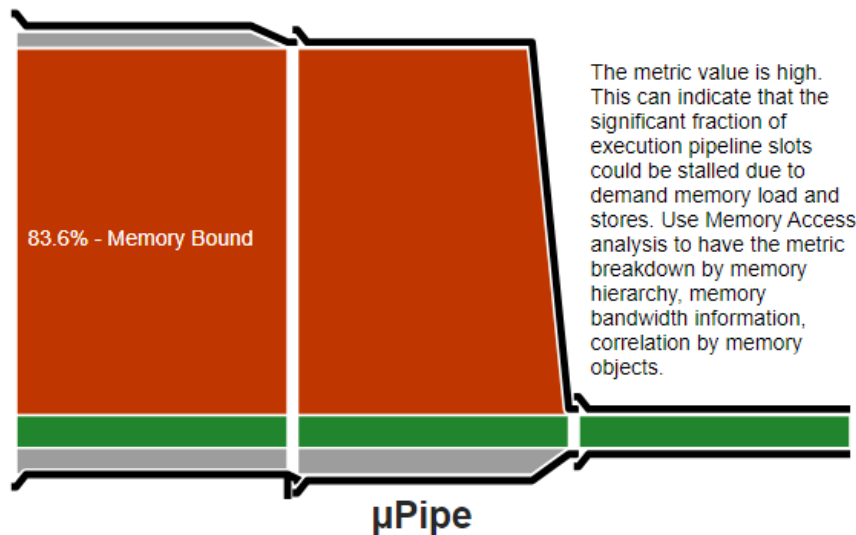 The metric value is high.
This can indicate that the
significant fraction of
execution pipeline slots
could be stalled due to
demand memory load and
stores. Use Memory Access
analysis to have the metric
breakdown by memory
hierarchy, memory
bandwidth information,
correlation by memory
objects.
83.6% - Memory Bound
µPipe